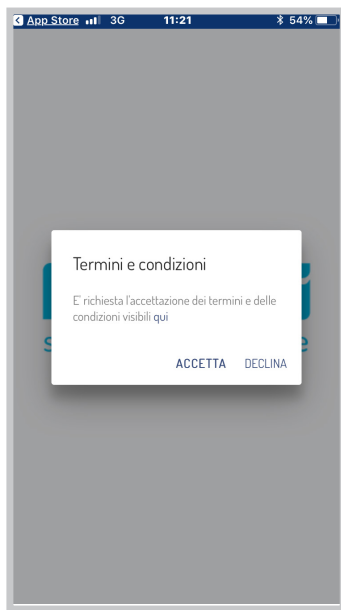 App Store 3G 11:21 54%
Termini e condizioni
E' richiesta l'accettazione dei termini e delle
condizioni visibili qui
ACCETTA DECLINA